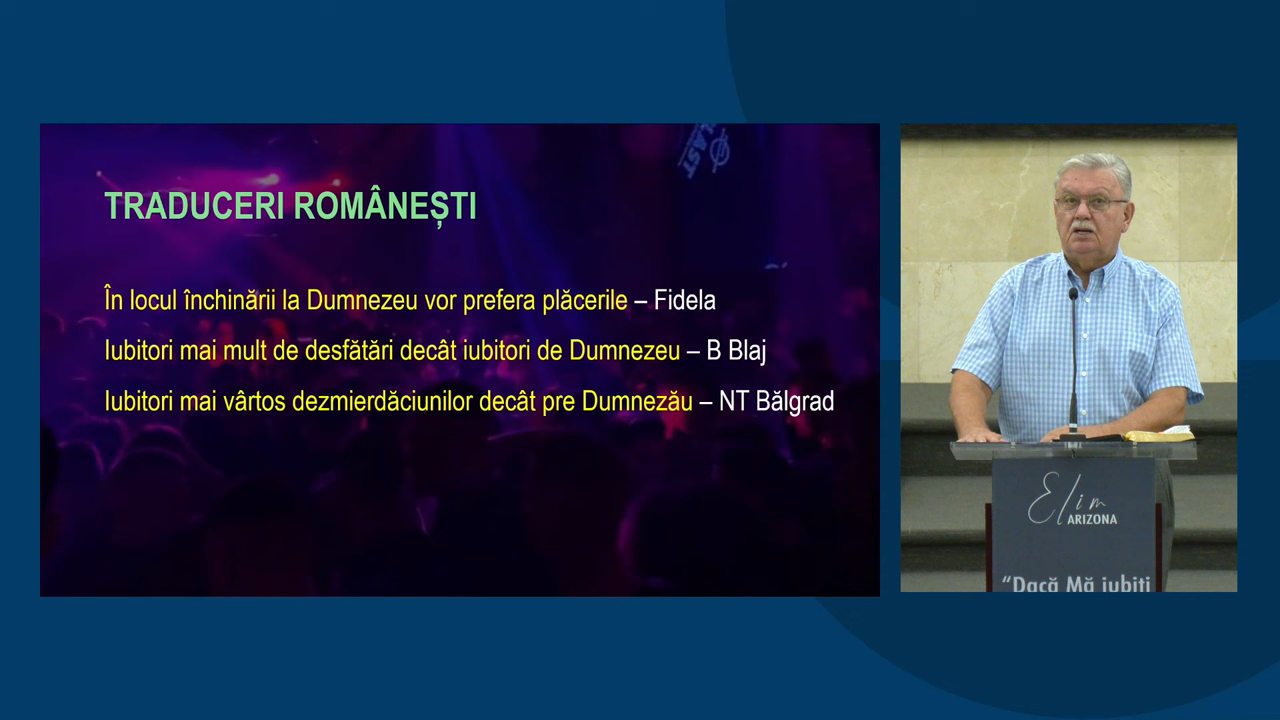 TRADUCERI ROMÂNEȘTI
În locul închinării la Dumnezeu vor prefera plăcerile – Fidela
Iubitori mai mult de desfătări decât iubitori de Dumnezeu – B Blaj
Iubitori mai vârtos dezmierdăciunilor decât pre Dumnezău – NT Bălgrad
Elim
ARIZONA
“Dacă Mă iubiți